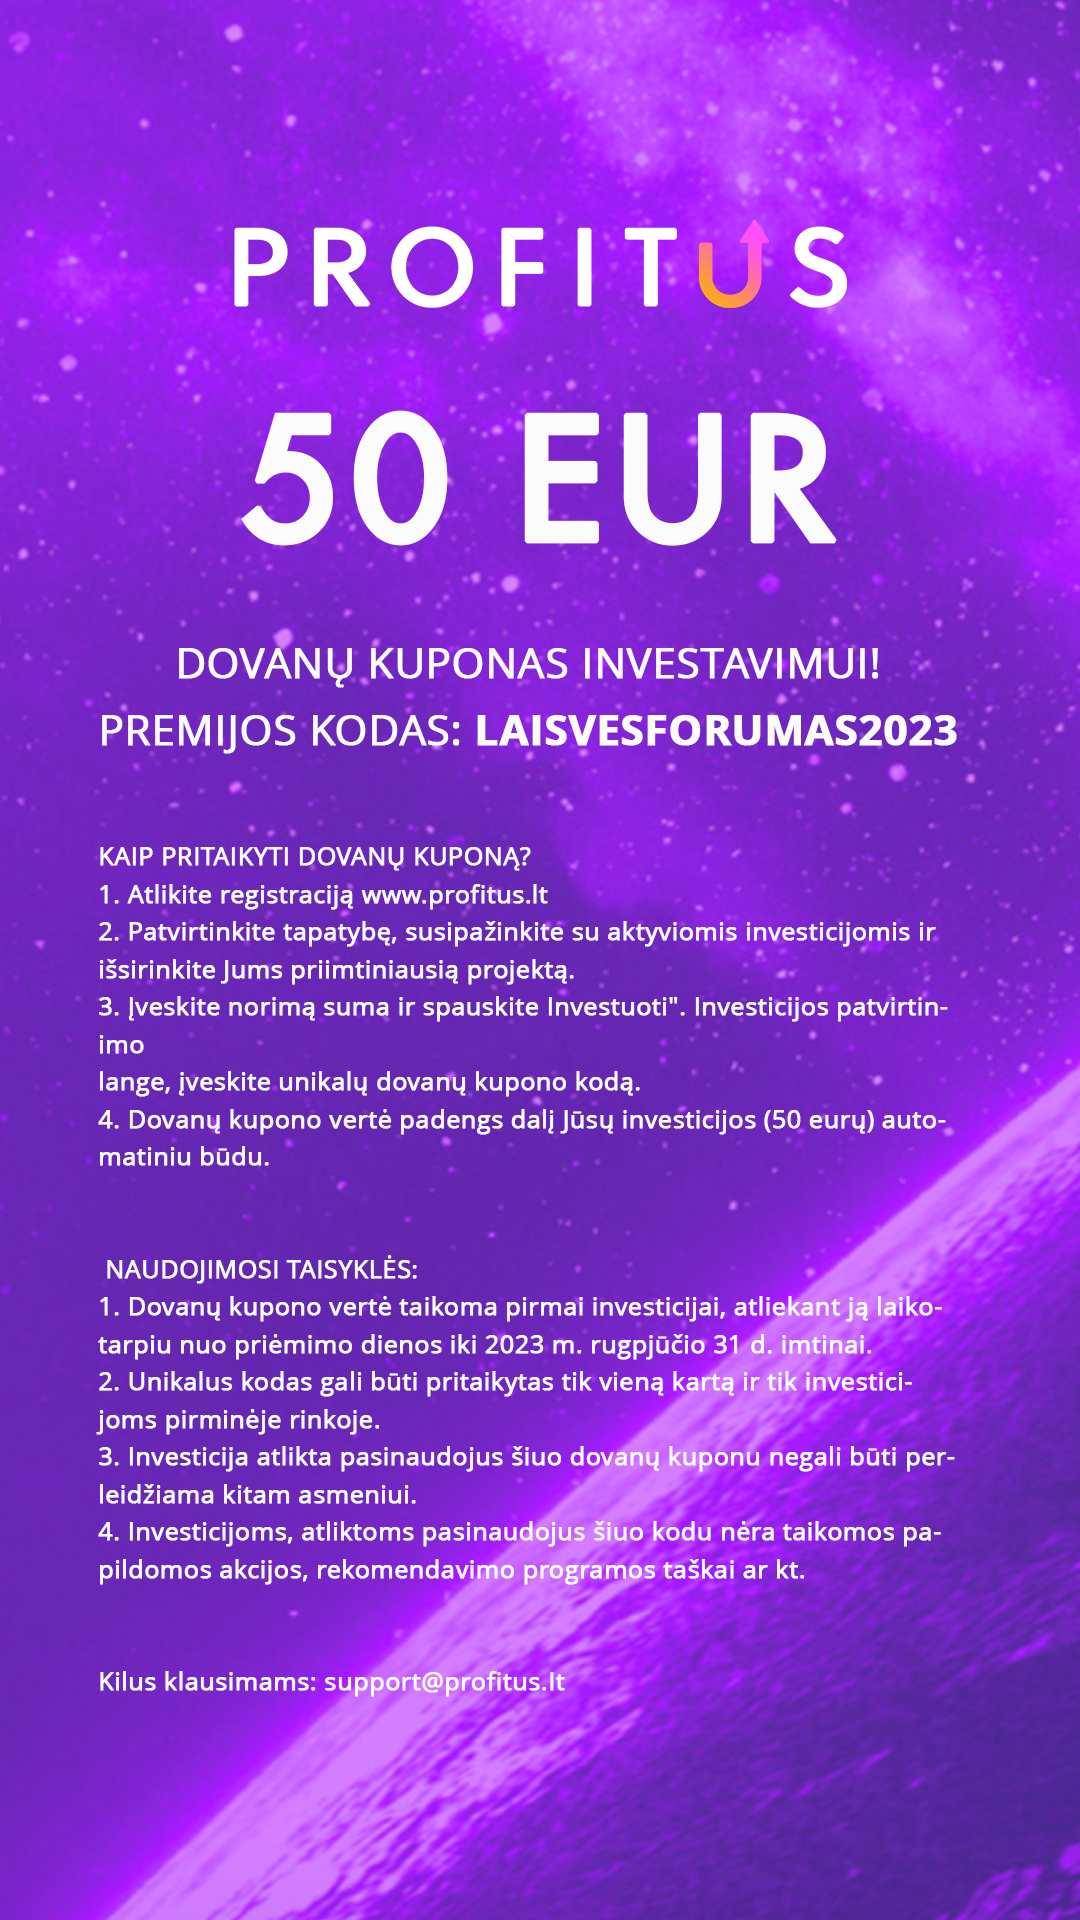 PROFITUS
50 EUR
DOVANŲ KUPONAS INVESTAVIMUI!
PREMIJOS KODAS: LAISVESFORUMAS2023
KAIP PRITAIKYTI DOVANŲ KUPONĄ?
1. Atlikite registraciją www.profitus.lt
2. Patvirtinkite tapatybę, susipažinkite su aktyviomis investicijomis ir
išsirinkite Jums priimtiniausią projektą.
3. Įveskite norimą suma ir spauskite Investuoti". Investicijos patvirtin-
imo
lange, įveskite unikalų dovanų kupono kodą.
4. Dovanų kupono vertė padengs dalį Jūsų investicijos (50 eurų) auto-
matiniu būdu.
NAUDOJIMOSI TAISYKLĖS:
1. Dovanų kupono vertė taikoma pirmai investicijai, atliekant ją laiko-
tarpiu nuo priėmimo dienos iki 2023 m. rugpjūčio 31 d. imtinai.
2. Unikalus kodas gali būti pritaikytas tik vieną kartą ir tik investici-
joms pirminėje rinkoje.
3. Investicija atlikta pasinaudojus šiuo dovanų kuponu negali būti per-
leidžiama kitam asmeniui.
4. Investicijoms, atliktoms pasinaudojus šiuo kodu nėra taikomos pa-
pildomos akcijos, rekomendavimo programos taškai ar kt.
Kilus klausimams: support@profitus.lt